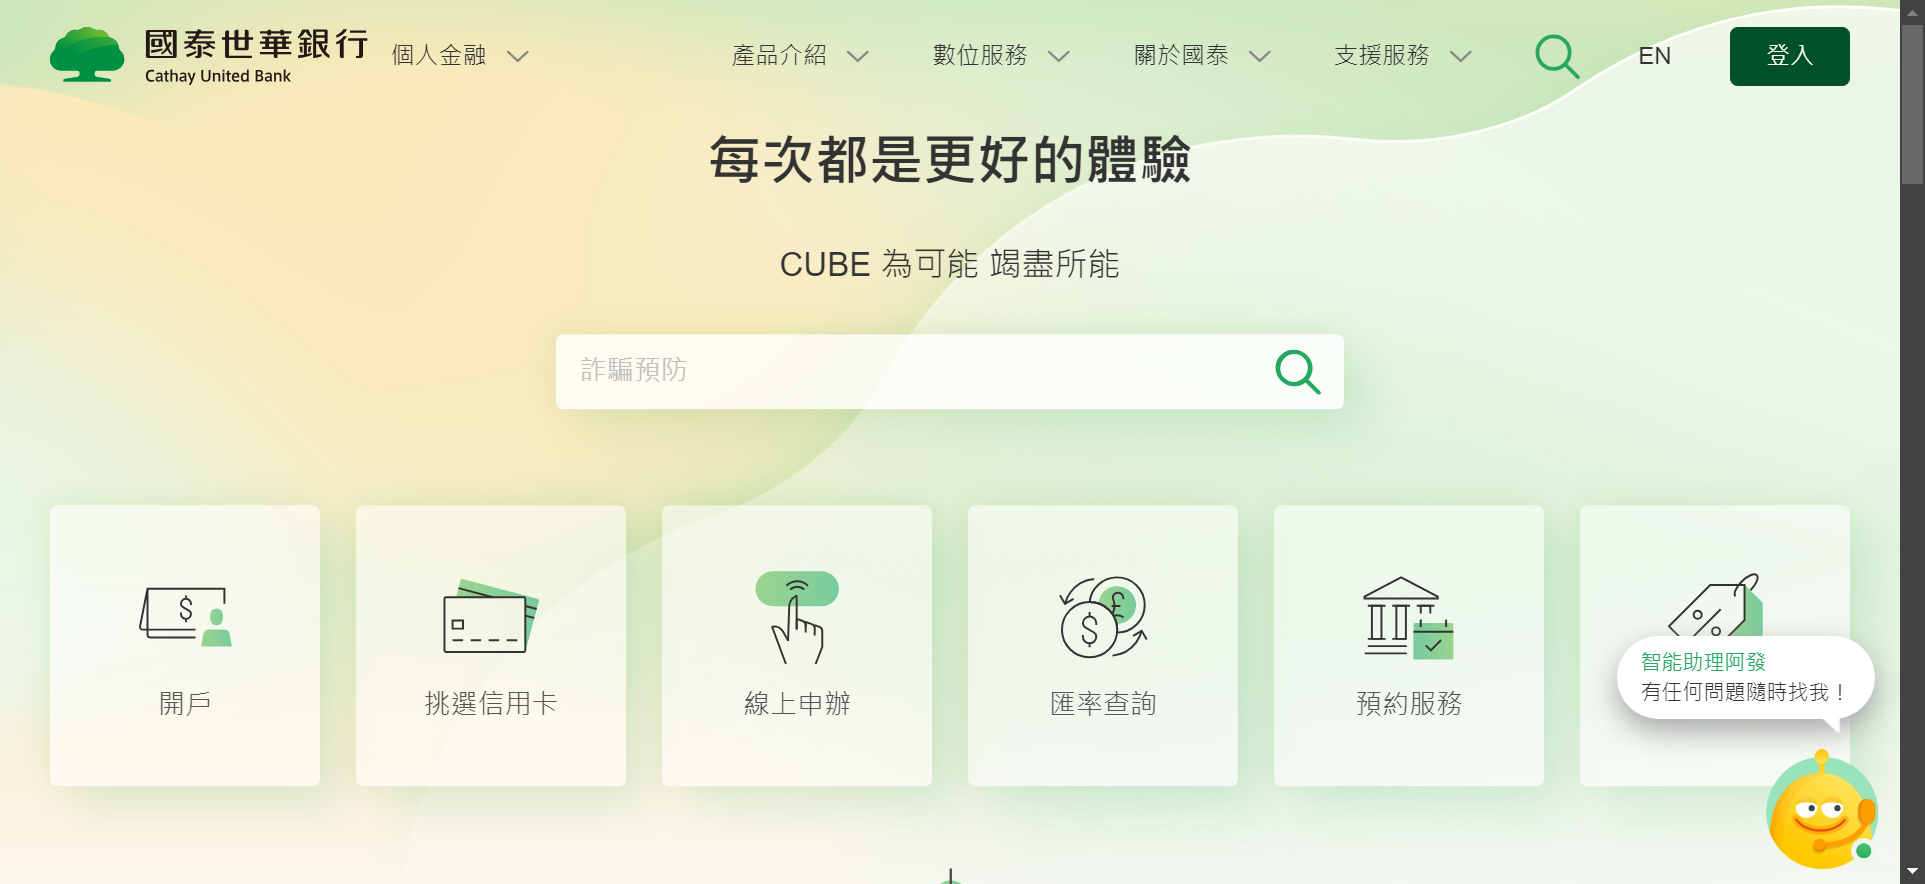 國泰世華銀行
Cathay United Bank
個人金融
產品介紹
數位服務
關於國泰
支援服務
EN
登入
每次都是更好的體驗
CUBE 為可能 竭盡所能
詐騙預防
開戶
挑選信用卡
線上申辦
匯率查詢
預約服務
智能助理阿發
有任何問題隨時找我！